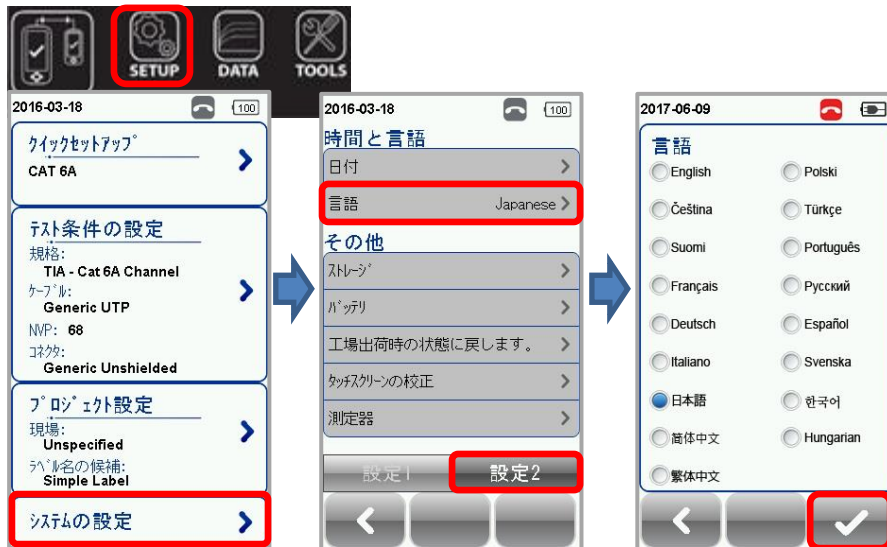 SETUP
DATA
TOOLS
2016-03-18
100
クイックセットアップ
CAT 6A
テスト条件の設定
規格:
TIA - Cat 6A Channel
ケーブル:
Generic UTP
NVP: 68
コネクタ:
Generic Unshielded
プロジェクト設定
現場:
Unspecified
ラベル名の候補:
Simple Label
システムの設定
2016-03-18
100
時間と言語
日付
言語 Japanese
その他
ストレージ
バッテリ
工場出荷時の状態に戻します。
タッチスクリーンの校正
測定器
設定1 設定2
2017-06-09
言語
English Polski
Čeština Türkçe
Suomi Português
Français Русский
Deutsch Español
Italiano Svenska
日本語 한국어
简体中文 Hungarian
繁体中文